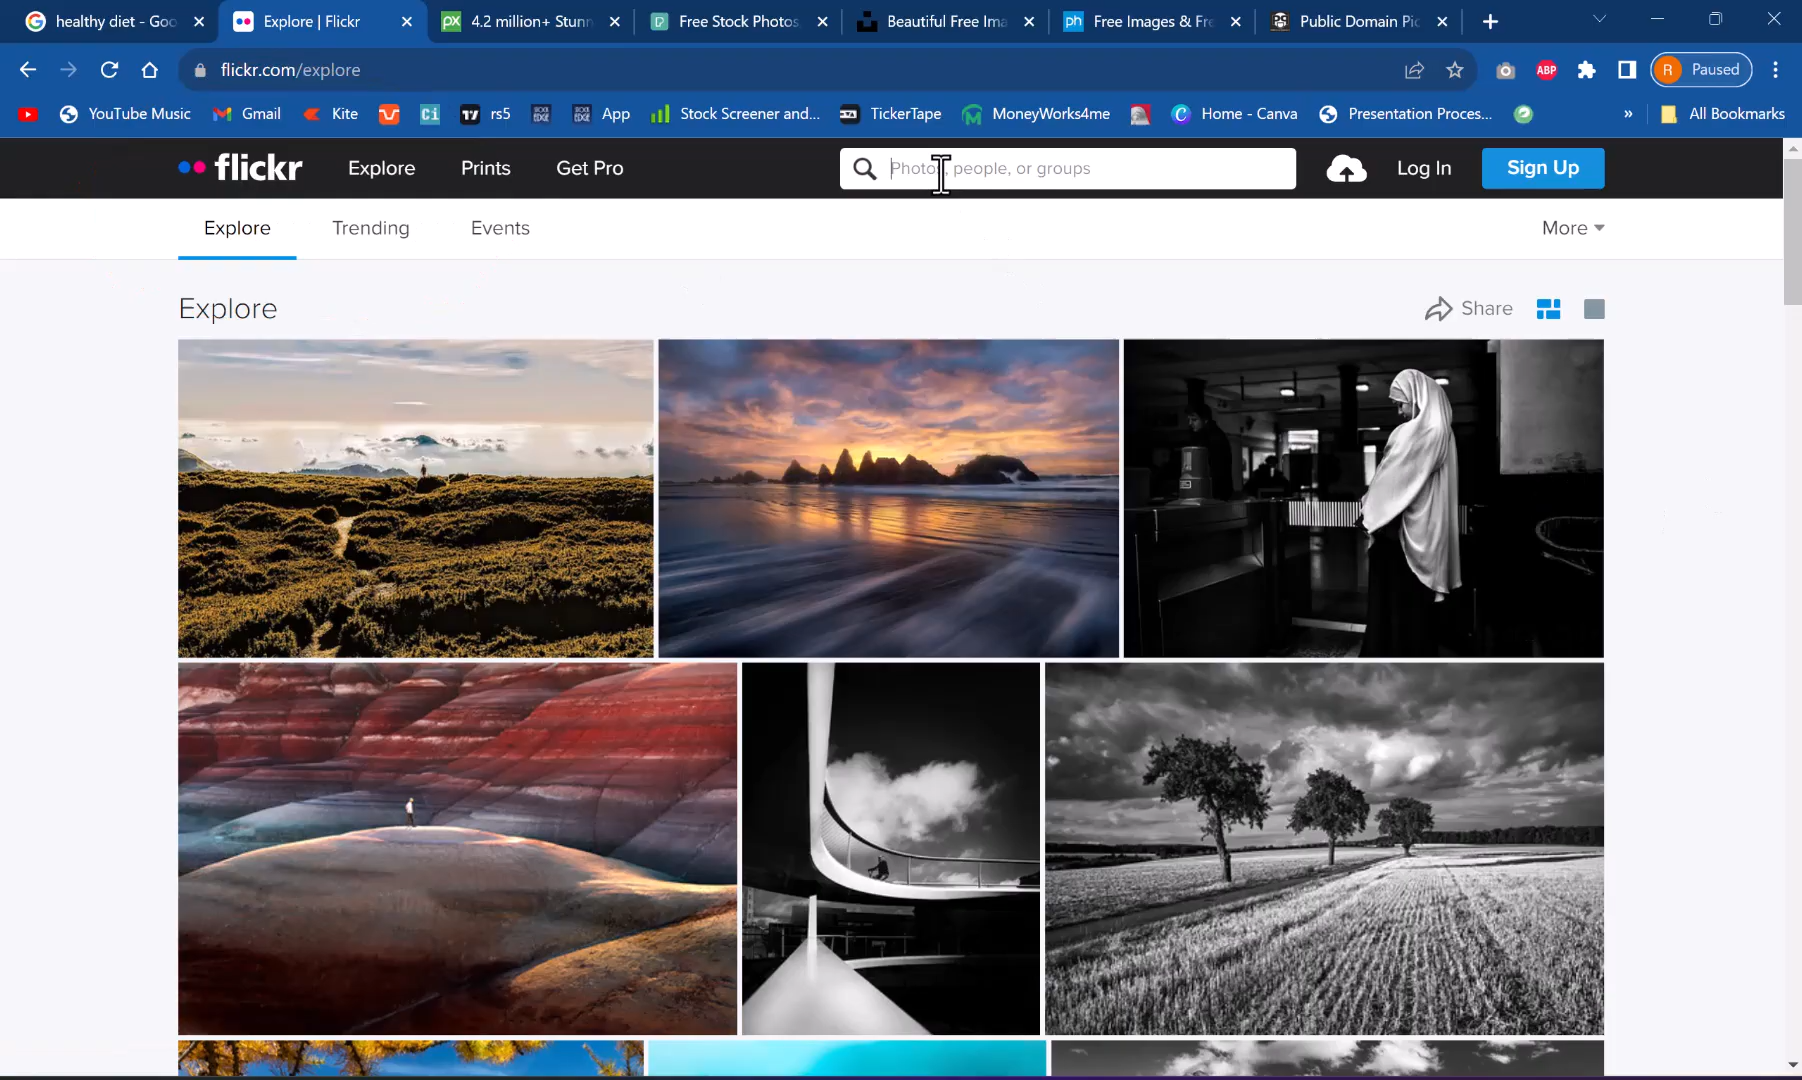 healthy diet - Goo
Explore | Flickr
4.2 million+ Stunn
Free Stock Photos,
Beautiful Free Ima
Free Images & Fre
Public Domain Pic
flickr.com/explore
ABP
R Paused
YouTube Music
Gmail
Kite
Ci
rs5
App
Stock Screener and...
TickerTape
MoneyWorks4me
Home - Canva
Presentation Proces...
»
All Bookmarks
flickr
Explore
Prints
Get Pro
Photos, people, or groups
Log In
Sign Up
Explore
Trending
Events
More
Explore
Share